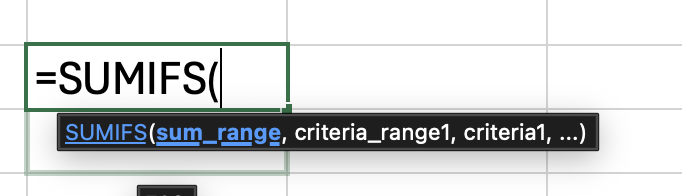 =SUMIFS(
SUMIFS(sum_range, criteria_range1, criteria1, ...)